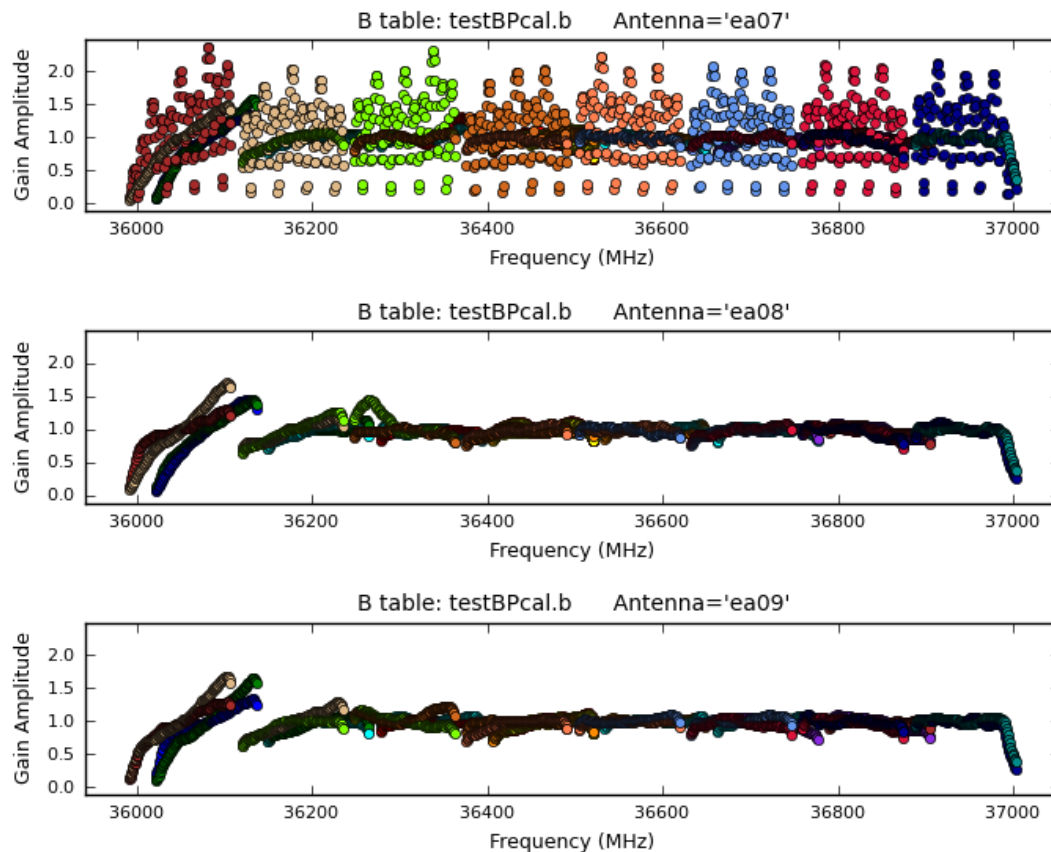 B table: testBPcal.b      Antenna='ea07'
Gain Amplitude
2.0
1.5
1.0
0.5
0.0
36000 36200 36400 36600 36800 37000
Frequency (MHz)
B table: testBPcal.b      Antenna='ea08'
Gain Amplitude
2.0
1.5
1.0
0.5
0.0
36000 36200 36400 36600 36800 37000
Frequency (MHz)
B table: testBPcal.b      Antenna='ea09'
Gain Amplitude
2.0
1.5
1.0
0.5
0.0
36000 36200 36400 36600 36800 37000
Frequency (MHz)